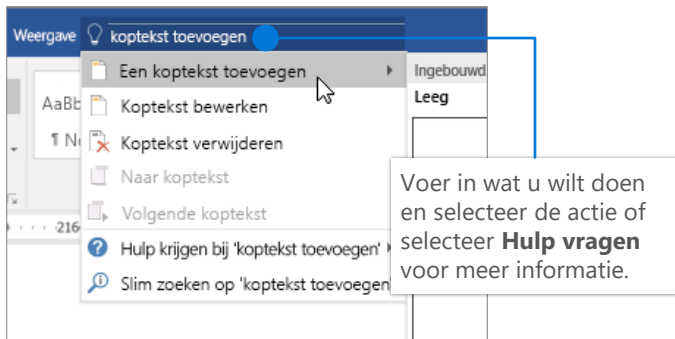 Weergave koptekst toevoegen
Een koptekst toevoegen
Ingebouwd
Koptekst bewerken
Leeg
AaBb
Koptekst verwijderen
¶ No
Naar koptekst
Volgende koptekst
216
Hulp krijgen bij 'koptekst toevoegen'
Slim zoeken op 'koptekst toevoegen'
Voer in wat u wilt doen
en selecteer de actie of
selecteer Hulp vragen
voor meer informatie.